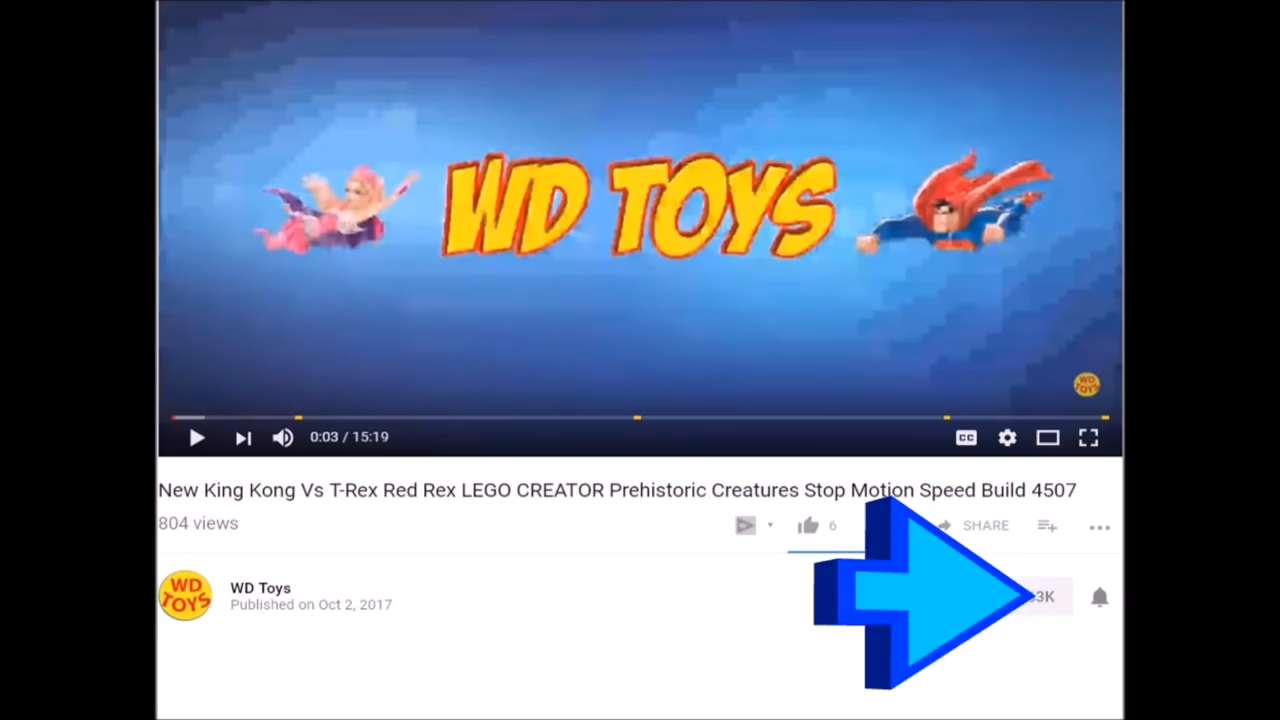 WD TOYS
WD
TOYS
0:03 / 15:19
CC
New King Kong Vs T-Rex Red Rex LEGO CREATOR Prehistoric Creatures Stop Motion Speed Build 4507
804 views
6
SHARE
WD
TOYS
WD Toys
3K
Published on Oct 2, 2017